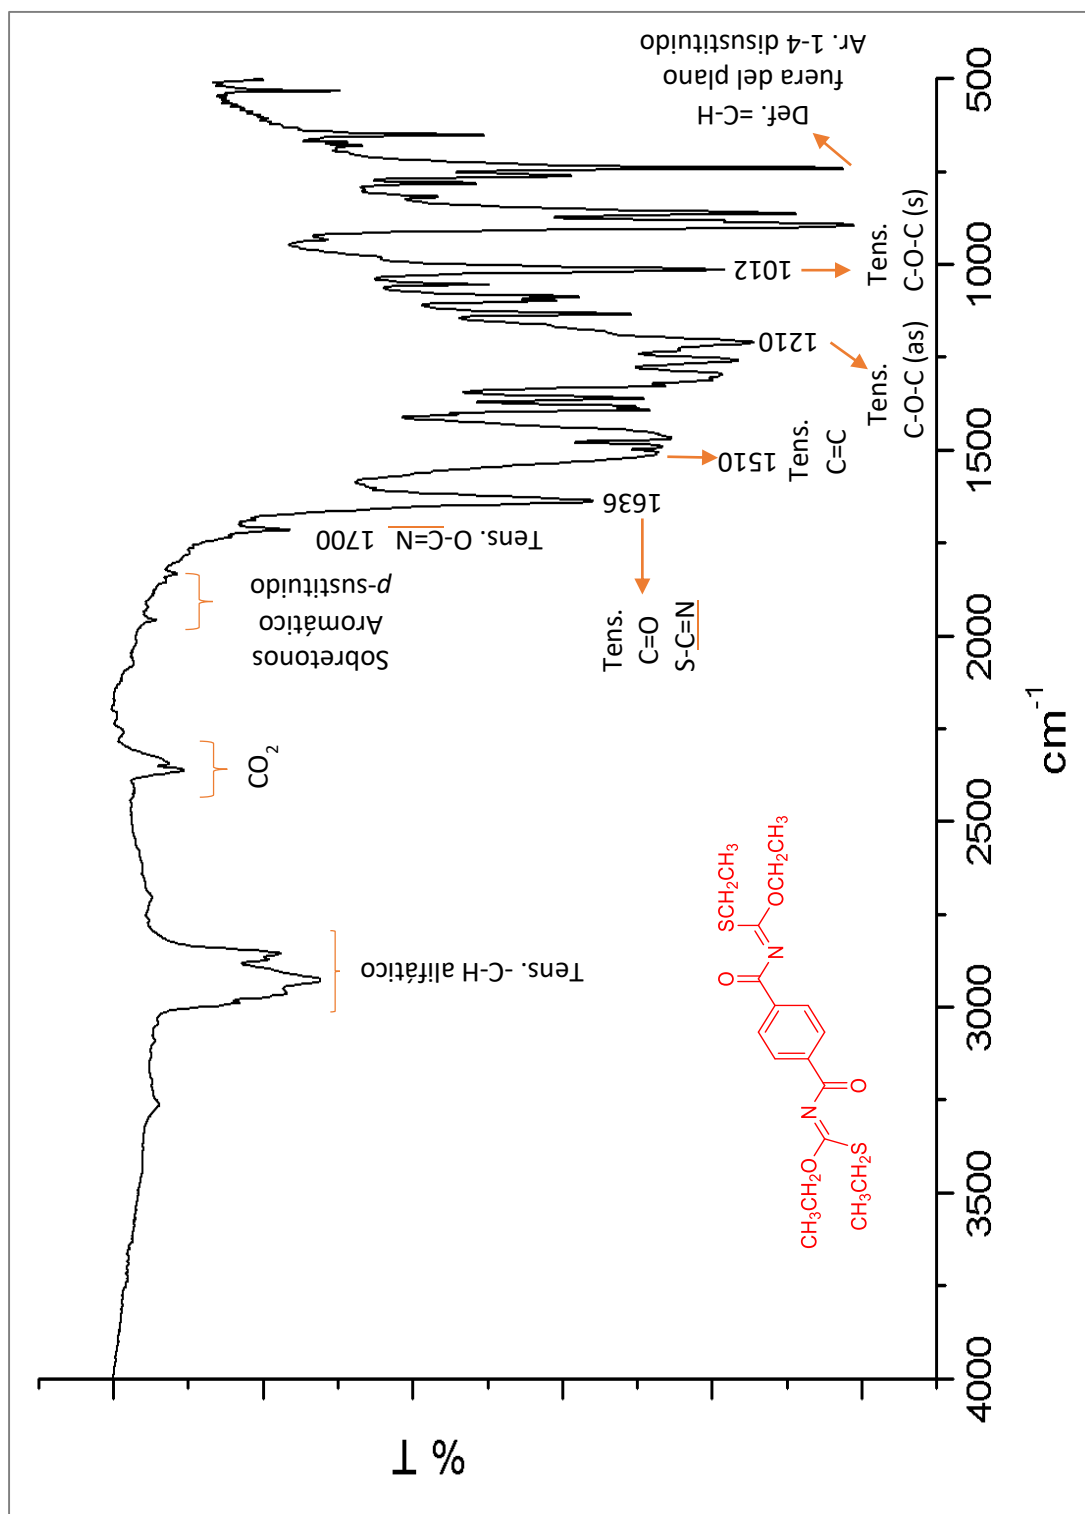 % T
4000
3500
3000
2500
2000
1500
1000
500
cm⁻¹
Tens. -C-H alifático
CO₂
Sobretonos
Aromático
p-sustituido
Tens. O-C=N 1700
1636
Tens.
C=O
S-C=N
1510
Tens.
C=C
1210
Tens.
C-O-C (as)
1012
Tens.
C-O-C (s)
Def. =C-H
fuera del plano
Ar. 1-4 disustituido
CH₃CH₂O
CH₃CH₂S
N
O
O
N
SCH₂CH₃
OCH₂CH₃